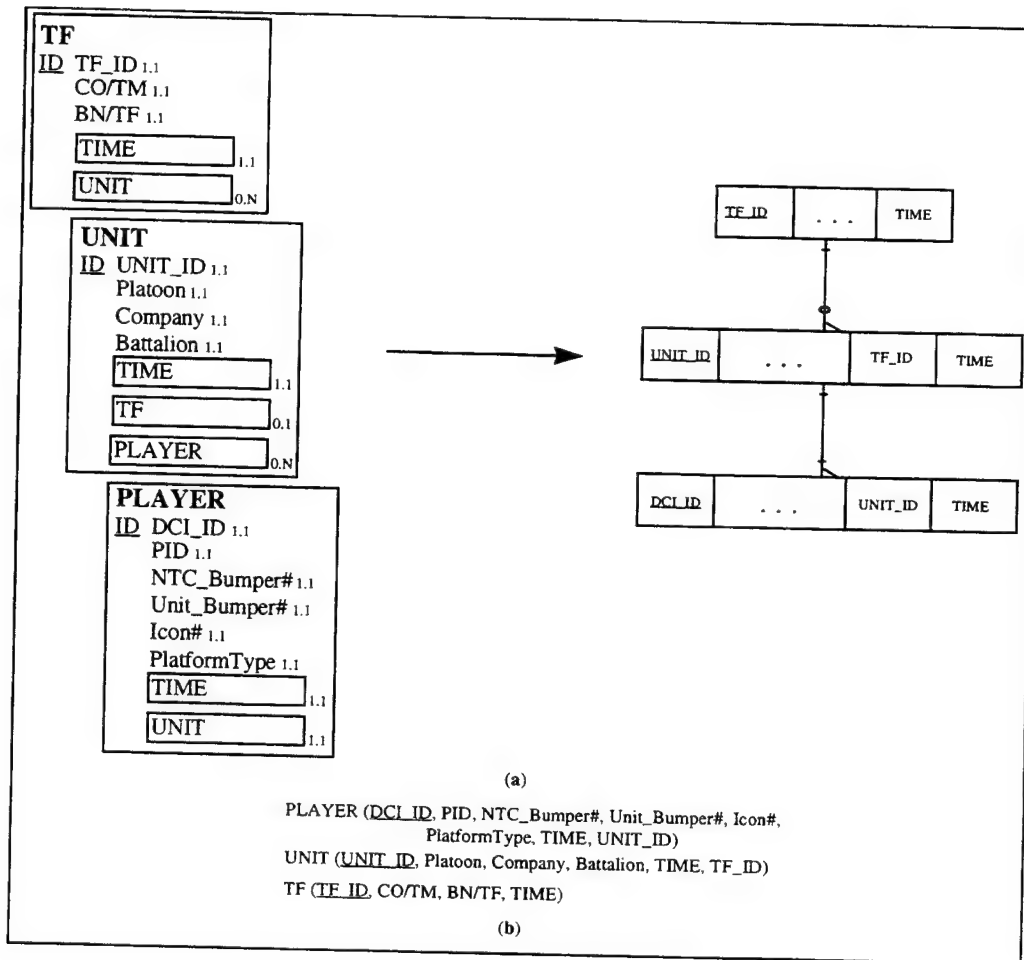 TF
ID TF_ID 1.1
CO/TM 1.1
BN/TF 1.1
TIME 1.1
UNIT 0.N
UNIT
ID UNIT_ID 1.1
Platoon 1.1
Company 1.1
Battalion 1.1
TIME 1.1
TF 0.1
PLAYER 0.N
PLAYER
ID DCI_ID 1.1
PID 1.1
NTC_Bumper# 1.1
Unit_Bumper# 1.1
Icon# 1.1
PlatformType 1.1
TIME 1.1
UNIT 1.1
TF_ID . . . TIME
UNIT_ID . . . TF_ID TIME
DCI_ID . . . UNIT_ID TIME
(a)
PLAYER (DCI_ID, PID, NTC_Bumper#, Unit_Bumper#, Icon#,
PlatformType, TIME, UNIT_ID)
UNIT (UNIT_ID, Platoon, Company, Battalion, TIME, TF_ID)
TF (TF_ID, CO/TM, BN/TF, TIME)
(b)